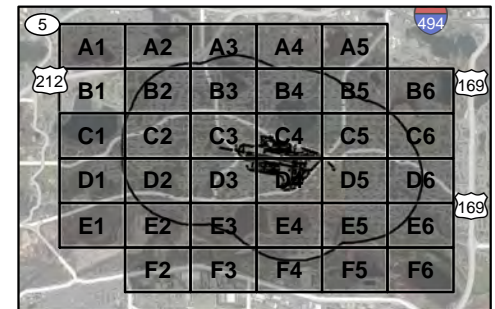 5 494
A1 A2 A3 A4 A5
212 B1 B2 B3 B4 B5 B6 169
C1 C2 C3 C4 C5 C6
D1 D2 D3 D4 D5 D6
169
E1 E2 E3 E4 E5 E6
F2 F3 F4 F5 F6